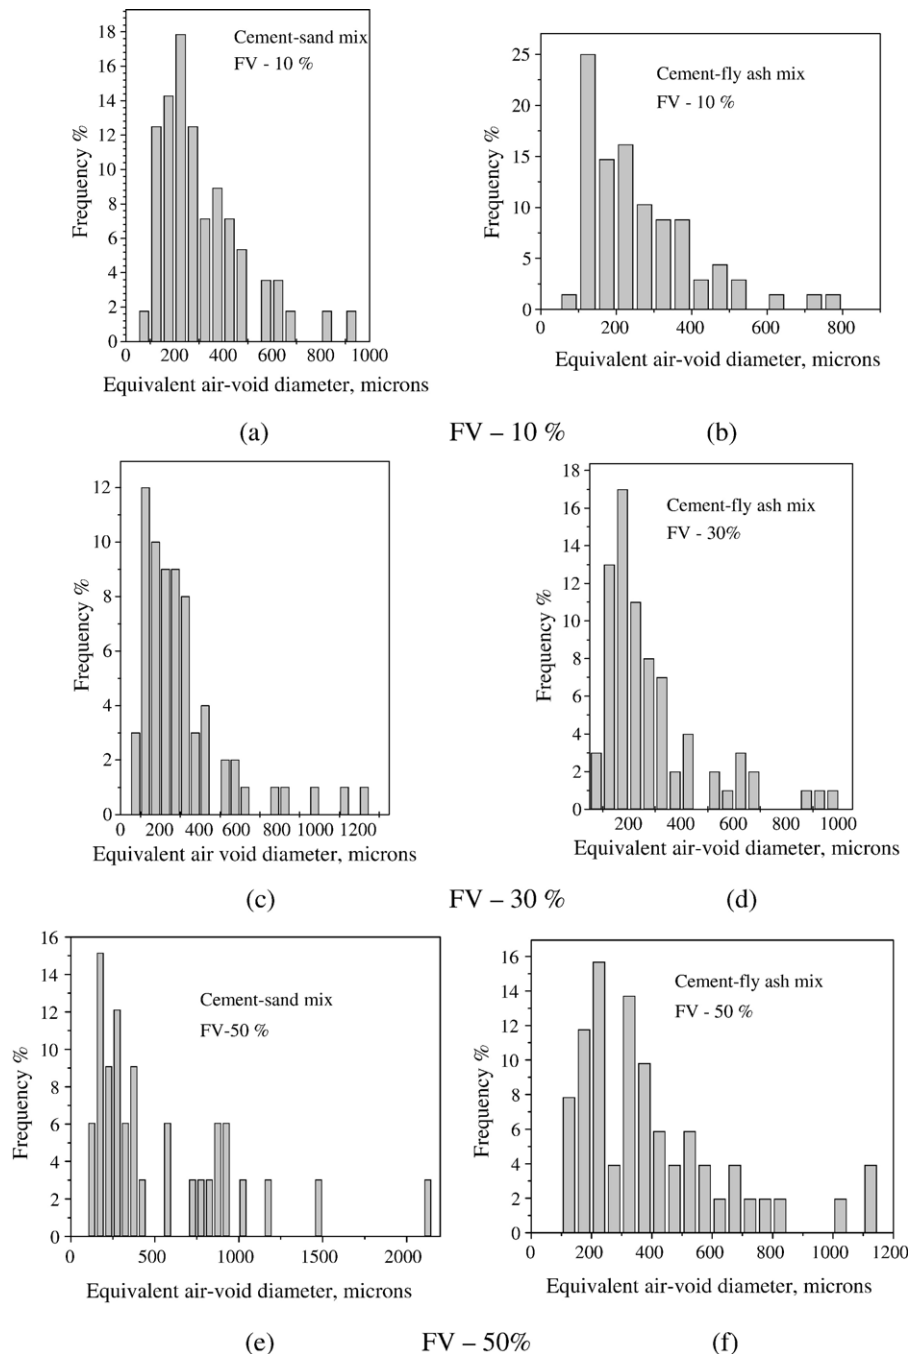 18
16
14
12
10
8
6
4
2
0
Frequency %
Cement-sand mix
FV - 10 %
0 200 400 600 800 1000
Equivalent air-void diameter, microns
(a)
25
20
15
10
5
0
Frequency %
Cement-fly ash mix
FV - 10 %
0 200 400 600 800
Equivalent air-void diameter, microns
(b)
FV – 10 %
12
10
8
6
4
2
0
Frequency %
0 200 400 600 800 1000 1200
Equivalent air void diameter, microns
(c)
18
16
14
12
10
8
6
4
2
0
Frequency %
Cement-fly ash mix
FV - 30%
200 400 600 800 1000
Equivalent air-void diameter, microns
(d)
FV – 30 %
16
14
12
10
8
6
4
2
0
Frequency %
Cement-sand mix
FV-50 %
0 500 1000 1500 2000
Equivalent air-void diameter, microns
(e)
16
14
12
10
8
6
4
2
0
Frequency %
Cement-fly ash mix
FV - 50 %
0 200 400 600 800 1000 1200
Equivalent air-void diameter, microns
(f)
FV – 50%